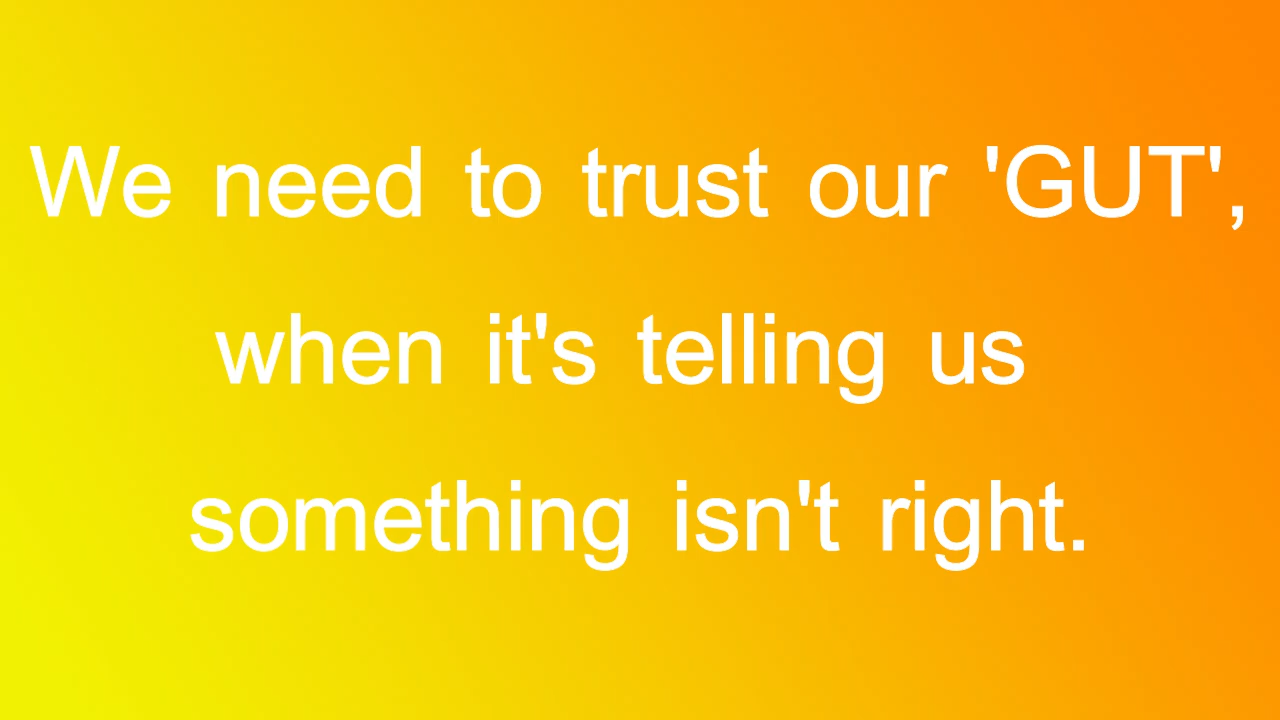 We need to trust our 'GUT',
when it's telling us
something isn't right.